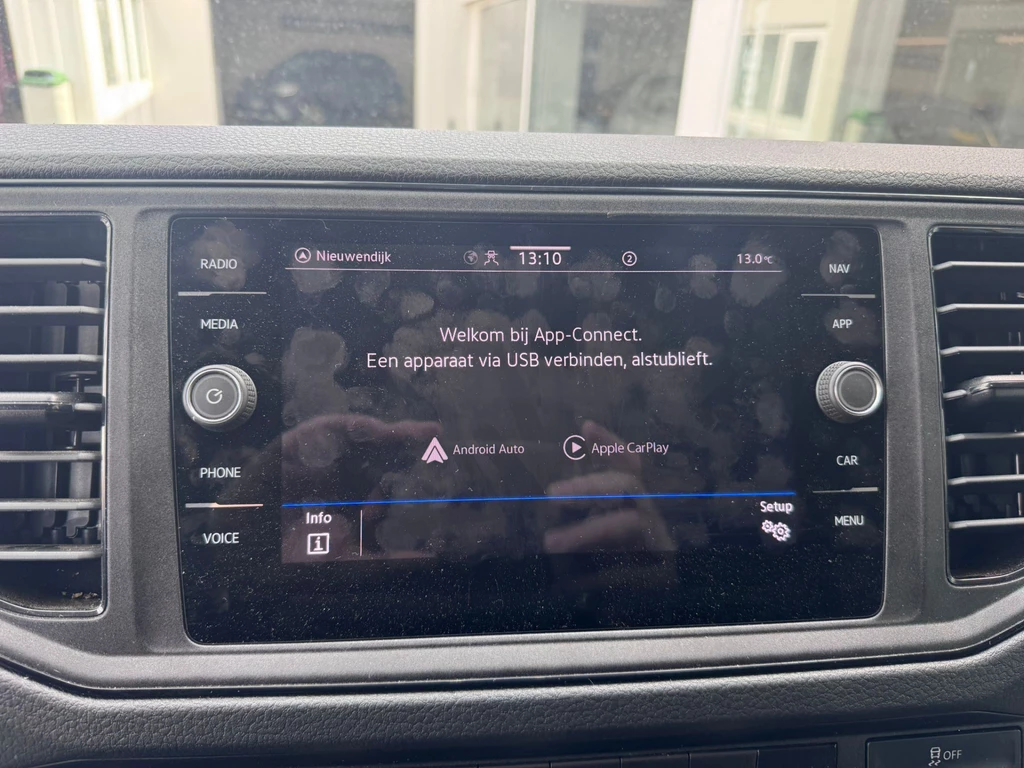 RADIO
MEDIA
PHONE
VOICE
Nieuwendijk
13:10
2
13.0°C
Welkom bij App-Connect.
Een apparaat via USB verbinden, alstublieft.
Android Auto
Apple CarPlay
Info
i
Setup
NAV
APP
CAR
MENU
OFF